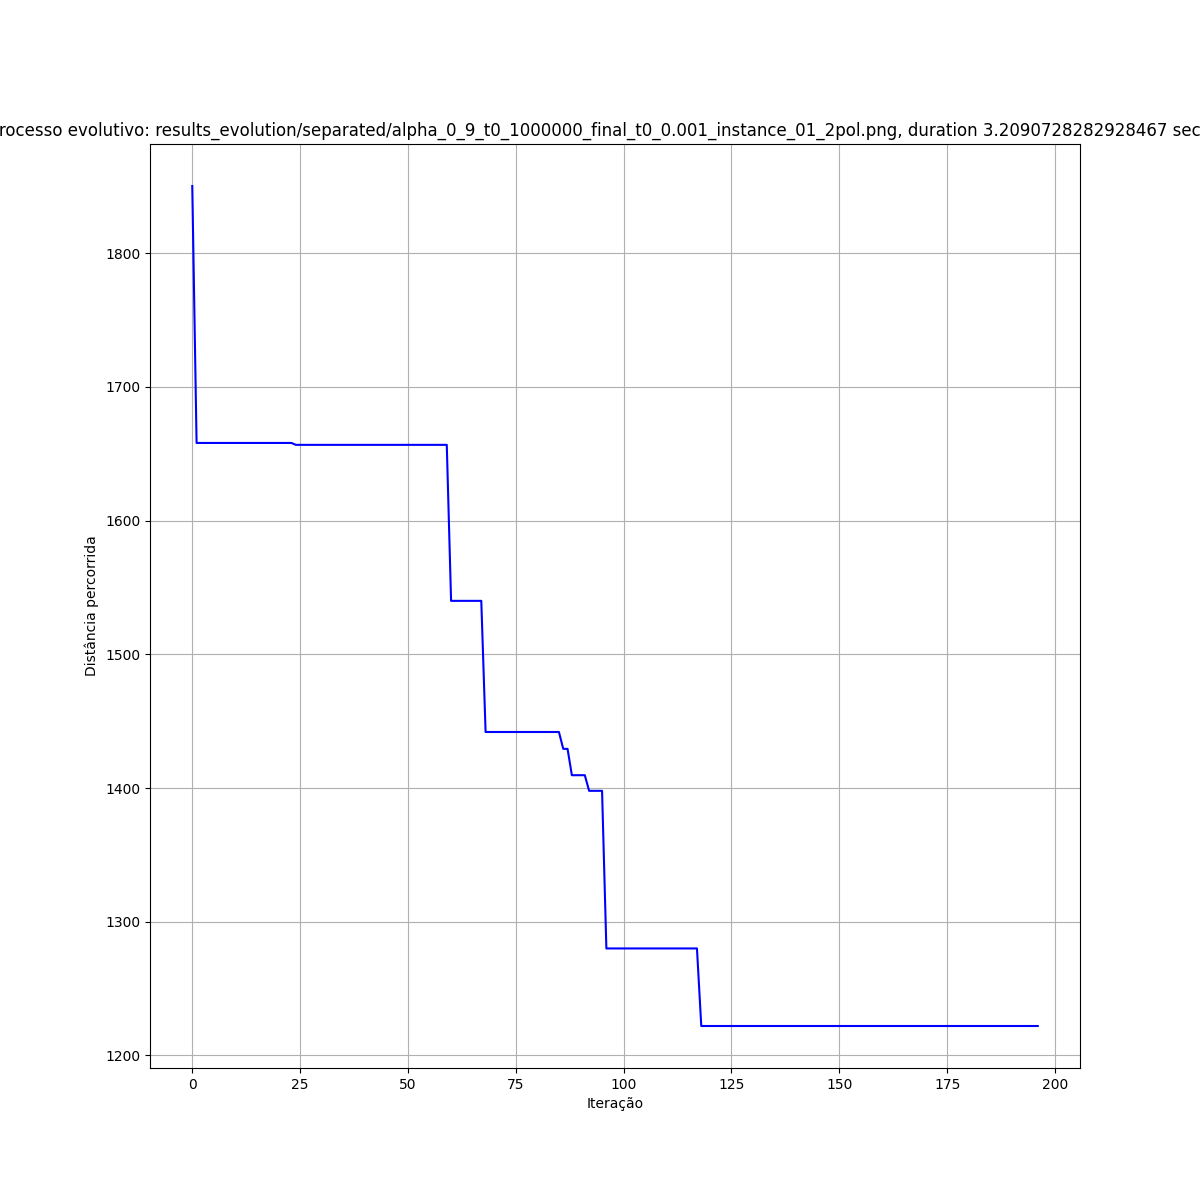 rocesso evolutivo: results_evolution/separated/alpha_0_9_t0_1000000_final_t0_0.001_instance_01_2pol.png, duration 3.2090728282928467 sec
1800
1700
1600
1500
1400
1300
1200
Distância percorrida
0 25 50 75 100 125 150 175 200
Iteração